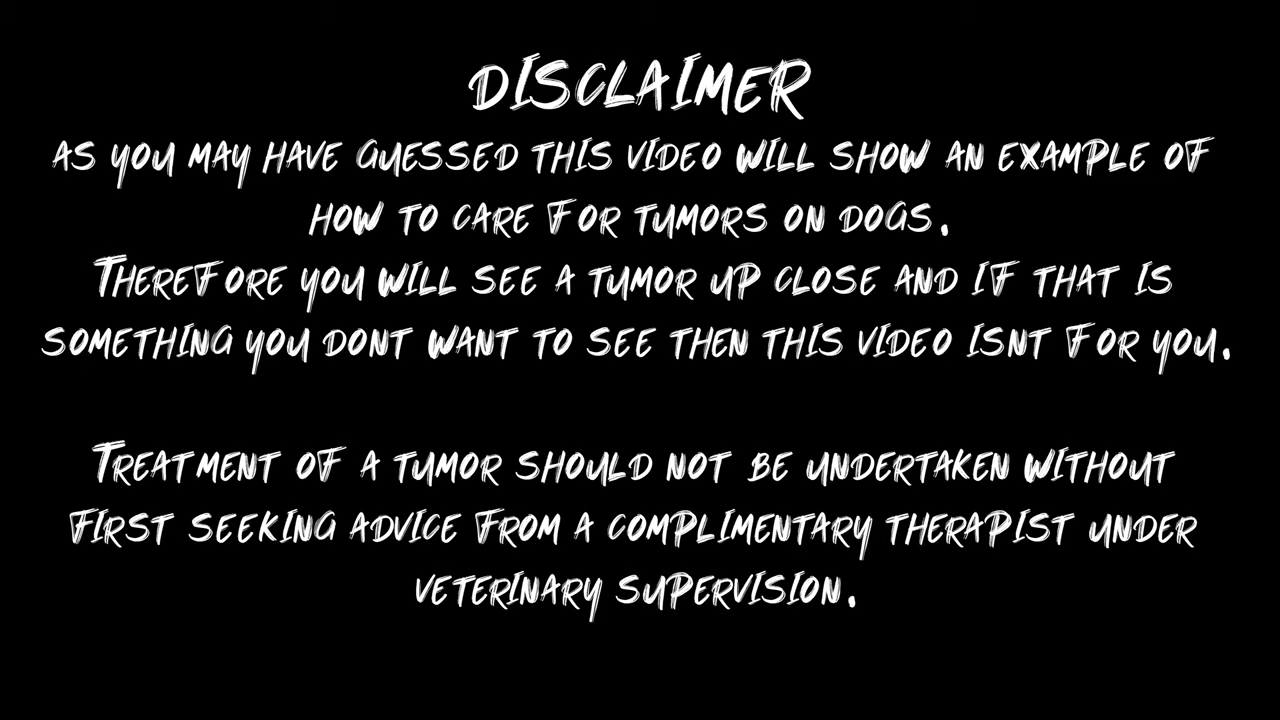 DISCLAIMER
AS YOU MAY HAVE GUESSED THIS VIDEO WILL SHOW AN EXAMPLE OF
HOW TO CARE FOR TUMORS ON DOGS.
THEREFORE YOU WILL SEE A TUMOR UP CLOSE AND IF THAT IS
SOMETHING YOU DONT WANT TO SEE THEN THIS VIDEO ISNT FOR YOU.
TREATMENT OF A TUMOR SHOULD NOT BE UNDERTAKEN WITHOUT
FIRST SEEKING ADVICE FROM A COMPLIMENTARY THERAPIST UNDER
VETERINARY SUPERVISION.